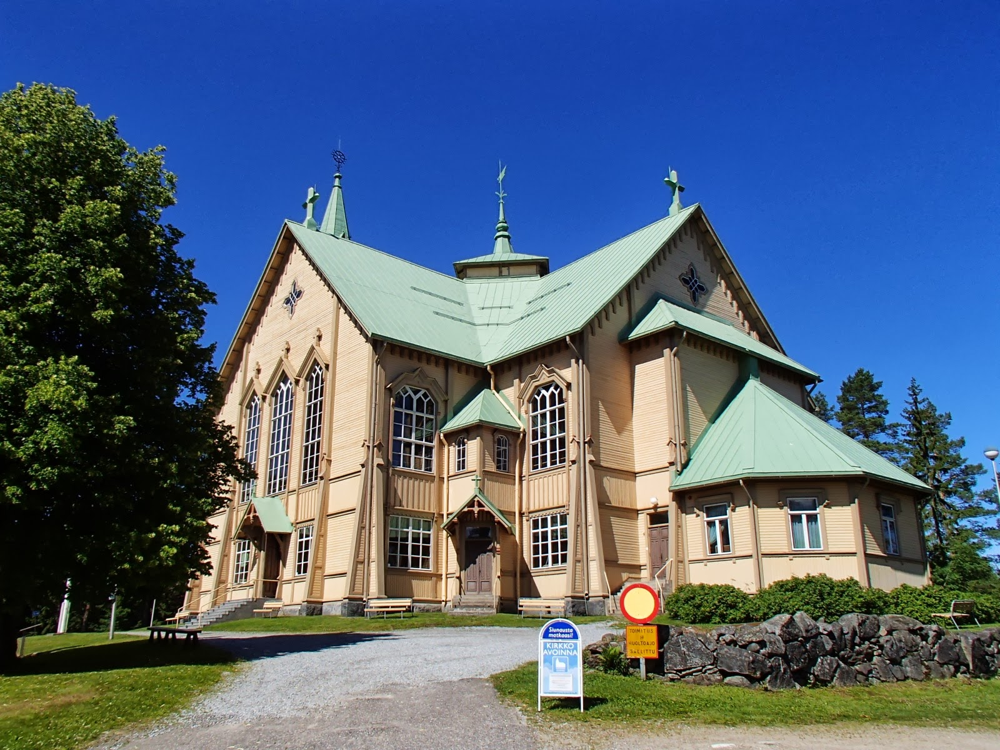 Siunausta
matkaasi!
KIRKKO
AVOINNA
TOIMITUS
JA
HUOLTOAJO
SALLITTU